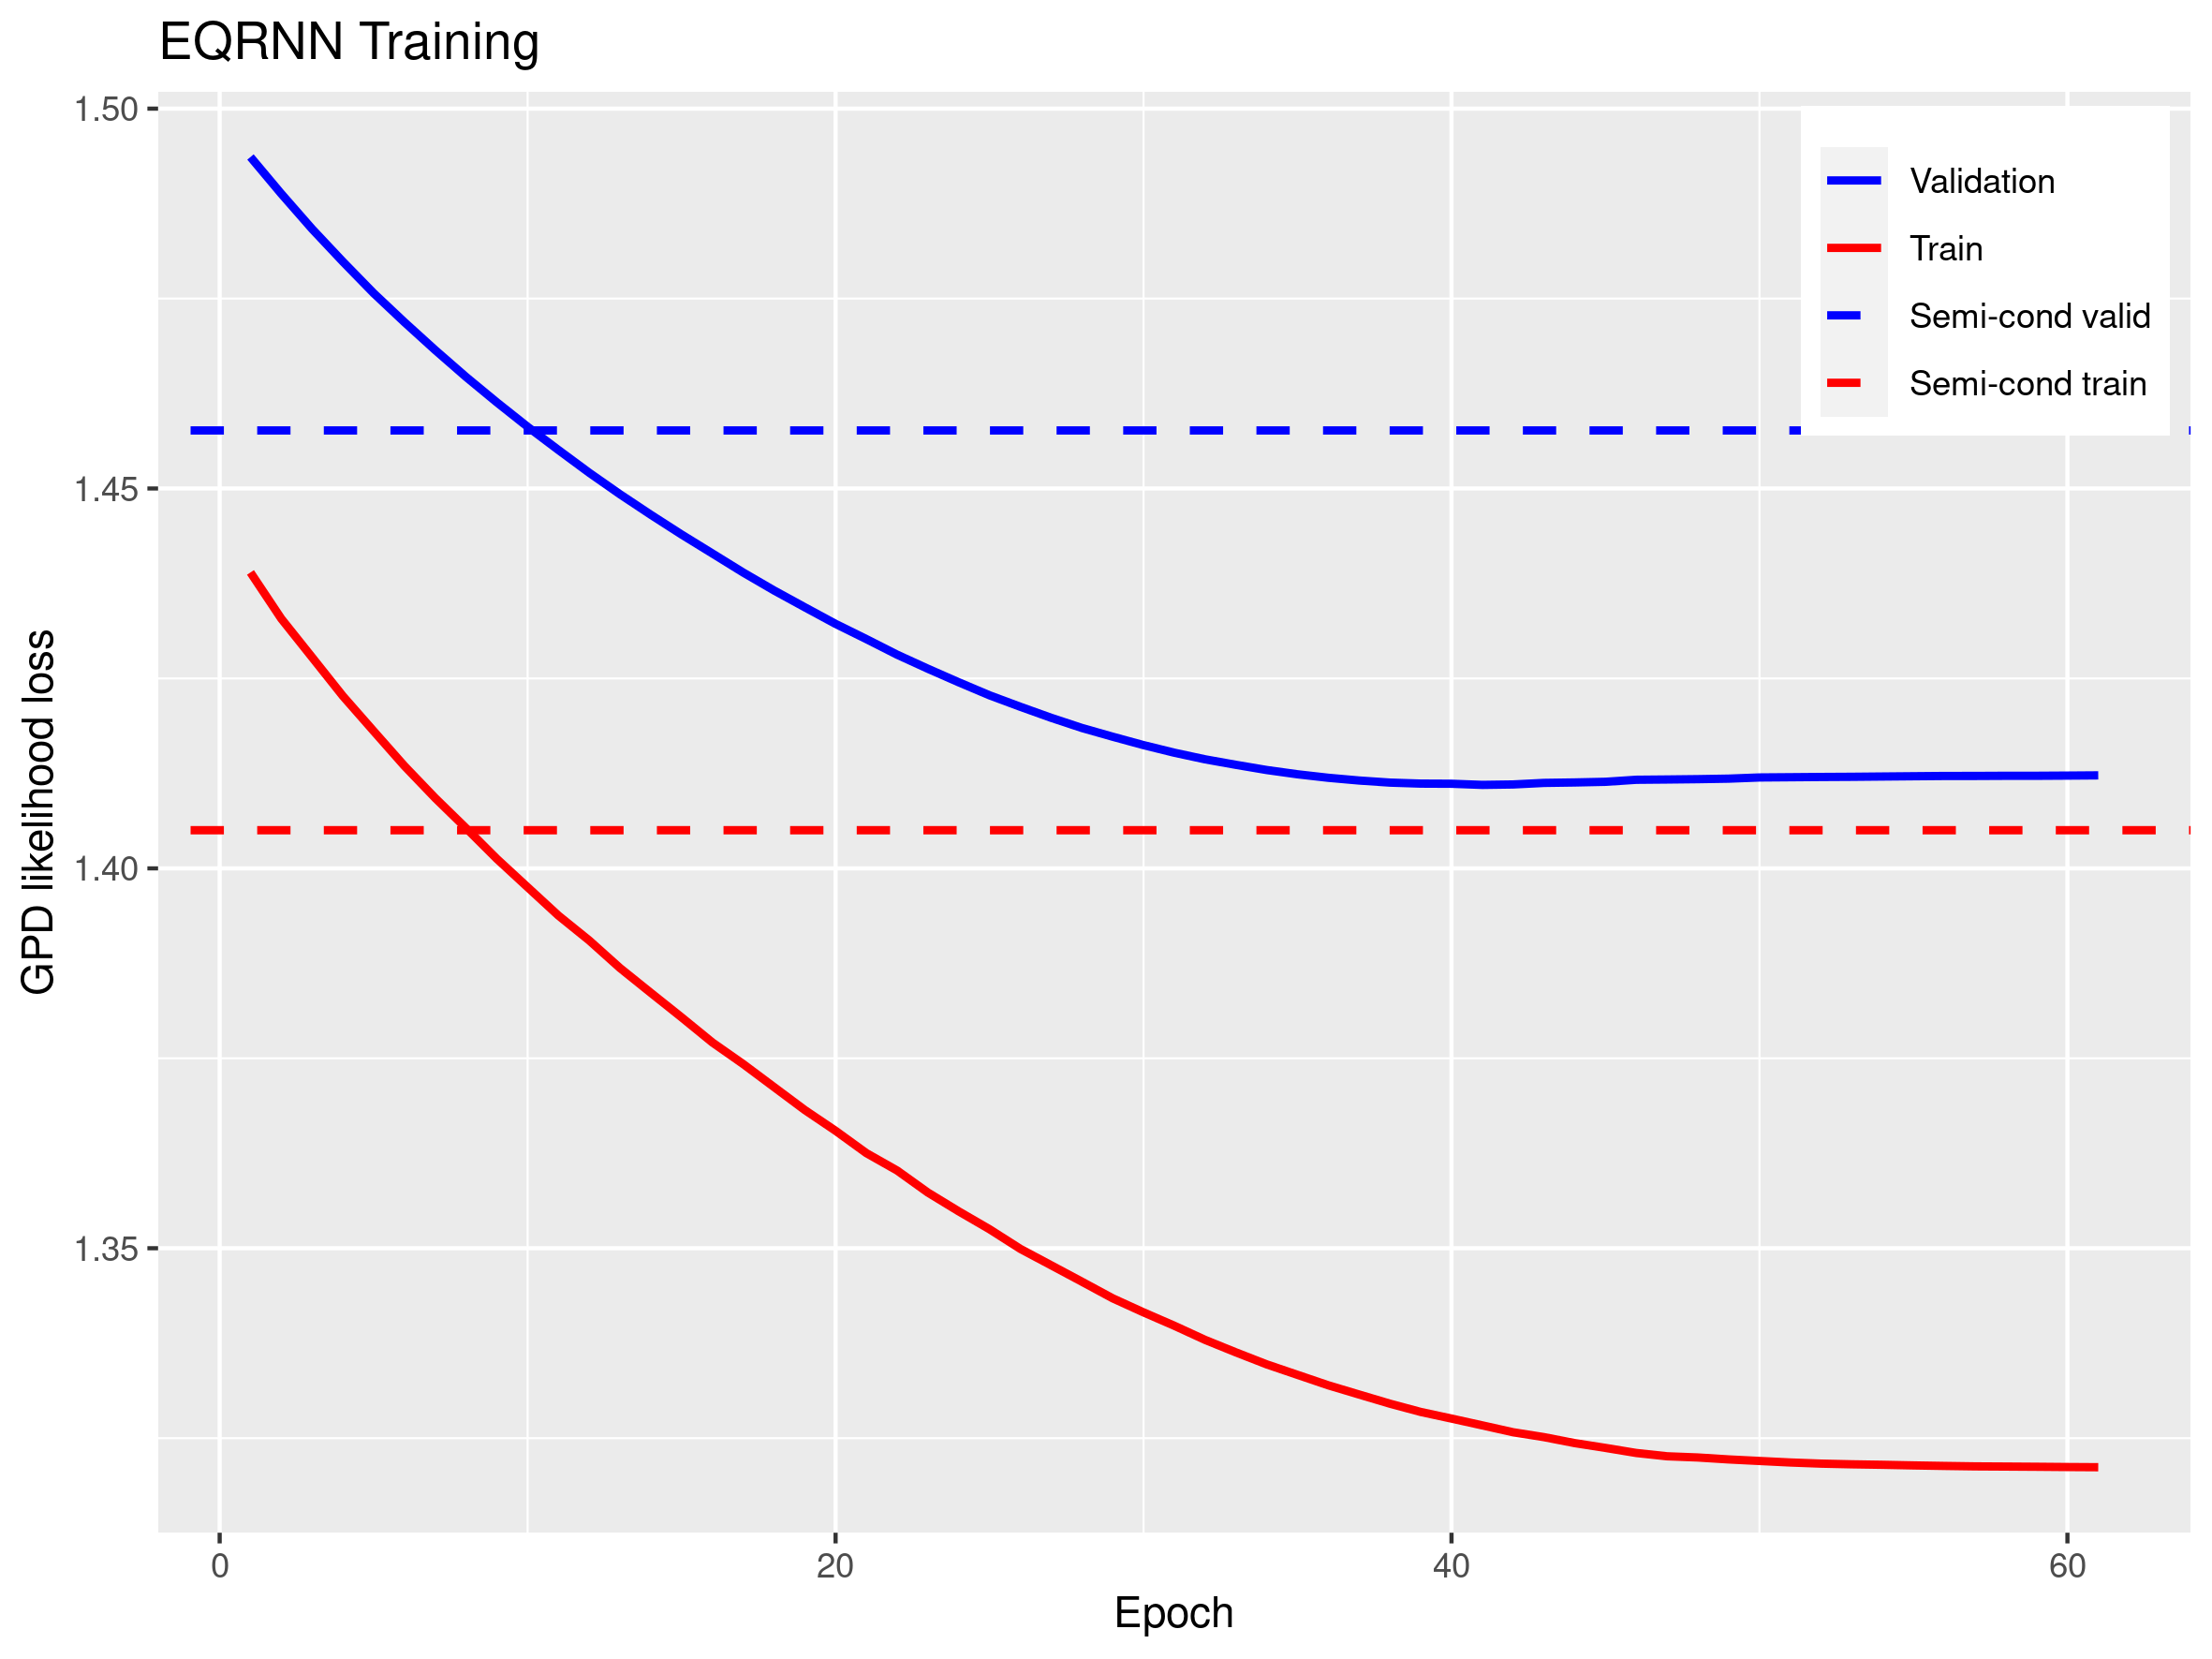 EQRNN Training
1.50
1.45
1.40
1.35
GPD likelihood loss
Validation
Train
Semi-cond valid
Semi-cond train
0 20 40 60
Epoch